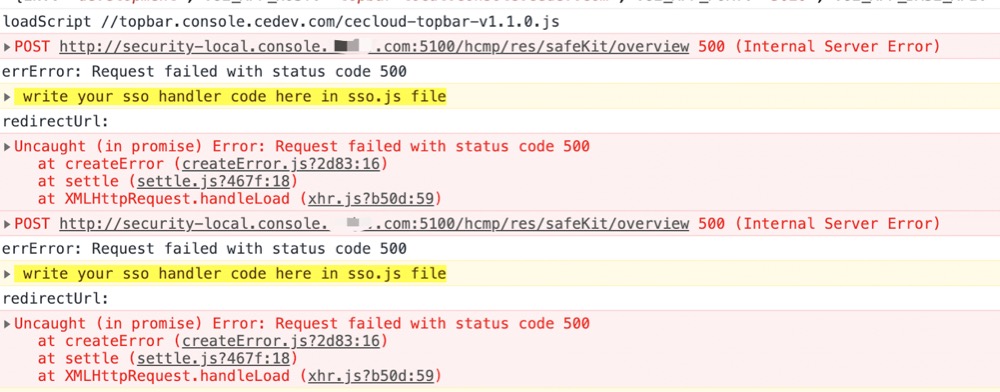 loadScript //topbar.console.cedev.com/cecloud-topbar-v1.1.0.js
POST http://security-local.console. .com:5100/hcmp/res/safeKit/overview 500 (Internal Server Error)
errError: Request failed with status code 500
write your sso handler code here in sso.js file
redirectUrl:
Uncaught (in promise) Error: Request failed with status code 500
at createError (createError.js?2d83:16)
at settle (settle.js?467f:18)
at XMLHttpRequest.handleLoad (xhr.js?b50d:59)
POST http://security-local.console. .com:5100/hcmp/res/safeKit/overview 500 (Internal Server Error)
errError: Request failed with status code 500
write your sso handler code here in sso.js file
redirectUrl:
Uncaught (in promise) Error: Request failed with status code 500
at createError (createError.js?2d83:16)
at settle (settle.js?467f:18)
at XMLHttpRequest.handleLoad (xhr.js?b50d:59)